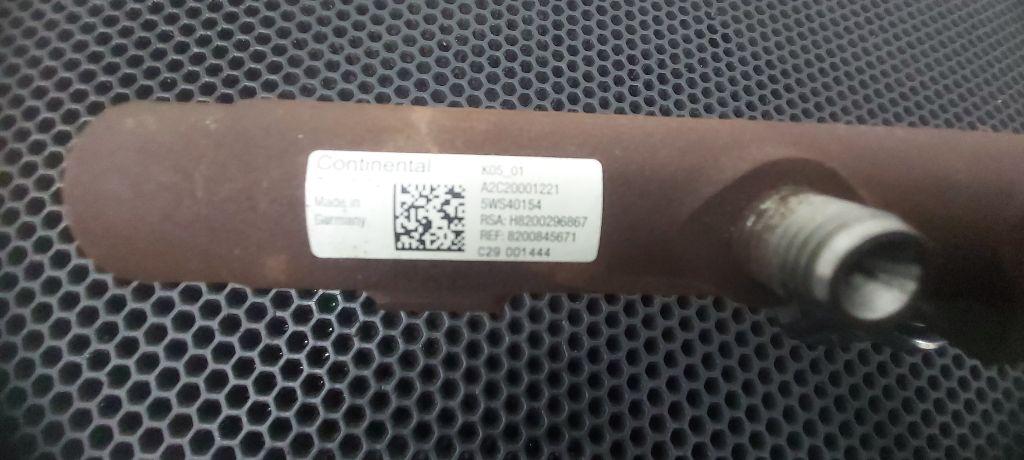 Continental
Made in
Germany
K05_01
A2C20001221
5WS40154
RSA: H8200296867
REF: 8200845671
C29 001444